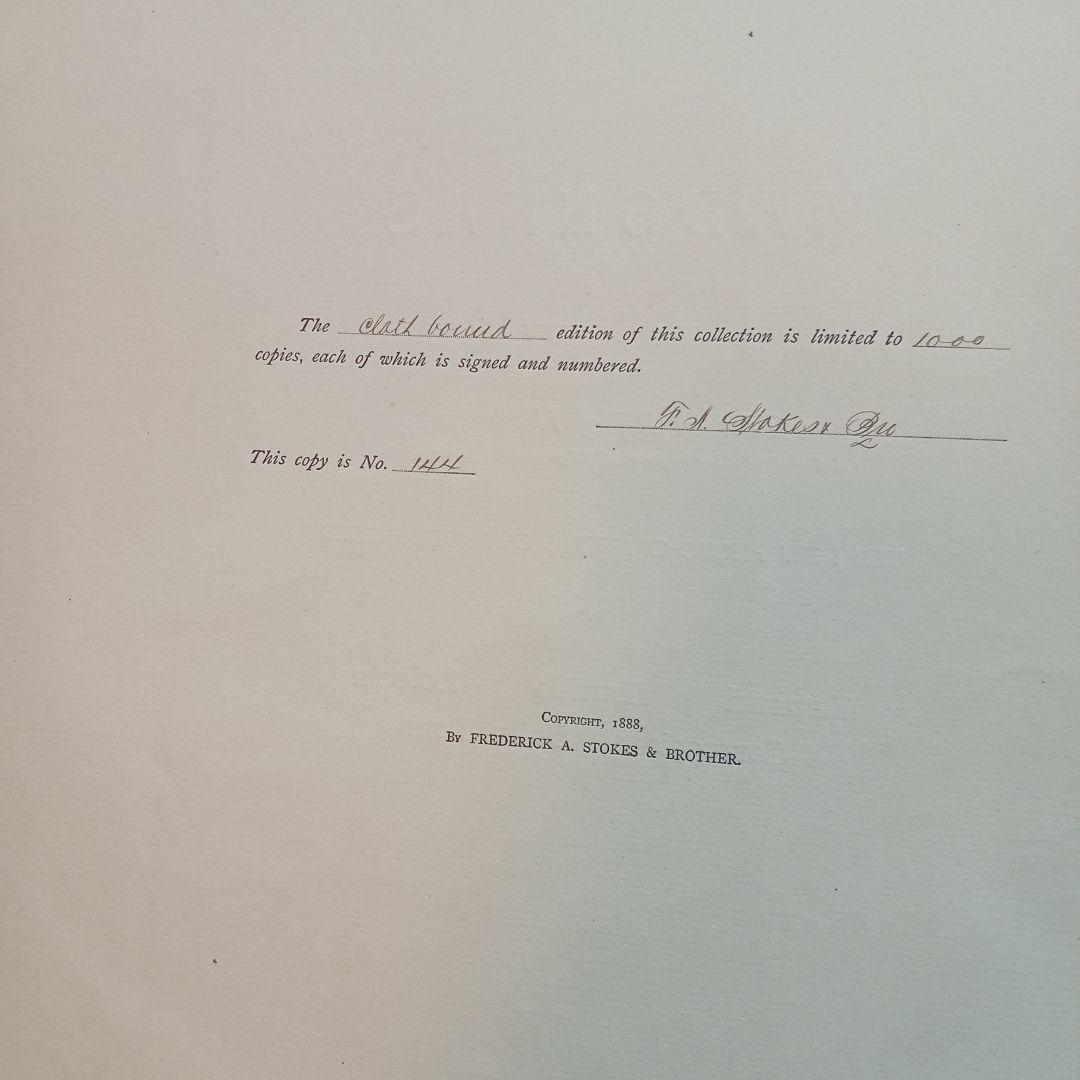 The cloth bound edition of this collection is limited to 1000
copies, each of which is signed and numbered.
F. A. Stokes & Bro
This copy is No. 144
Copyright, 1888,
By FREDERICK A. STOKES & BROTHER.